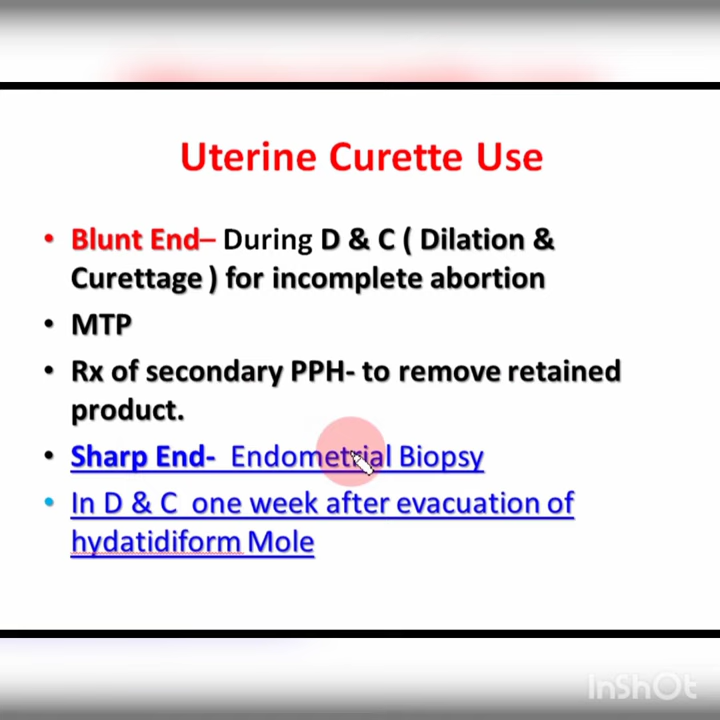 Uterine Curette Use
• Blunt End– During D & C ( Dilation &
Curettage ) for incomplete abortion
• MTP
• Rx of secondary PPH- to remove retained
product.
• Sharp End- Endometrial Biopsy
• In D & C one week after evacuation of
hydatidiform Mole
InShOt